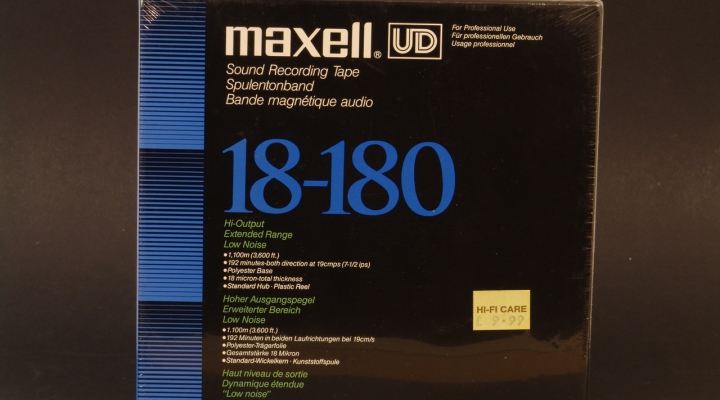 maxell® UD
For Professional Use
Für professionellen Gebrauch
Usage professionnel
Sound Recording Tape
Spulentonband
Bande magnétique audio
18-180
Hi-Output
Extended Range
Low Noise
•1,100m (3,600 ft.)
•192 minutes-both direction at 19cmps (7-1/2 ips)
•Polyester Base
•18 micron-total thickness
•Standard Hub · Plastic Reel
Hoher Ausgangspegel
Erweiterter Bereich
Low Noise
•1.100m (3.600 ft.)
•192 Minuten in beiden Laufrichtungen bei 19cm/s
•Polyester-Trägerfolie
•Gesamtstärke 18 Mikron
•Standard-Wickelkern · Kunststoffspule
Haut niveau de sortie
Dynamique étendue
"Low noise"
HI-FI CARE
£ 9.99